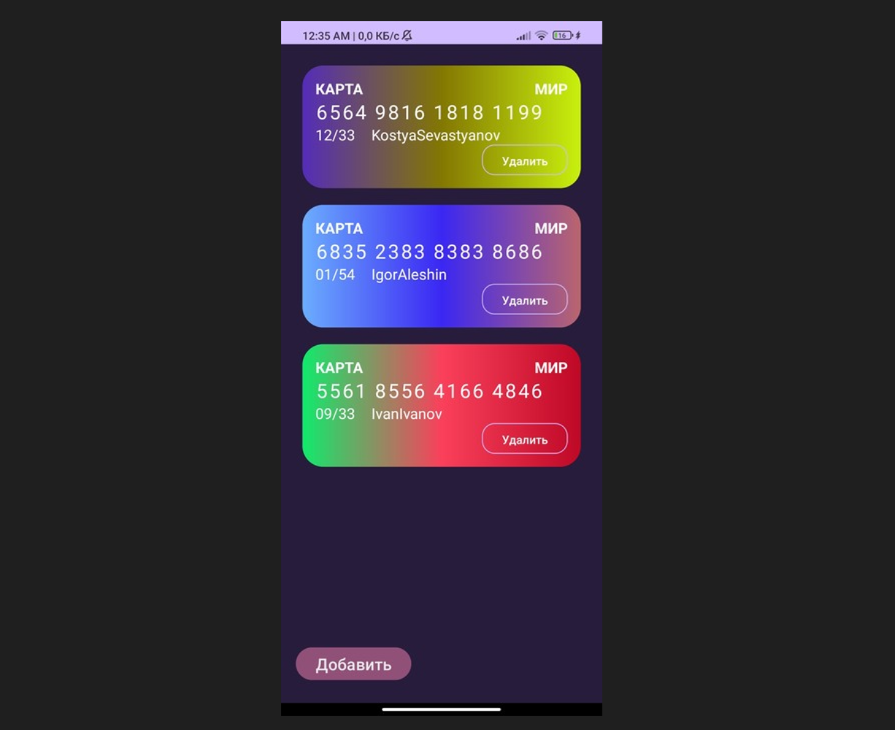 12:35 AM | 0,0 КБ/с
16
КАРТА МИР
6564 9816 1818 1199
12/33 KostyaSevastyanov
Удалить
КАРТА МИР
6835 2383 8383 8686
01/54 IgorAleshin
Удалить
КАРТА МИР
5561 8556 4166 4846
09/33 IvanIvanov
Удалить
Добавить